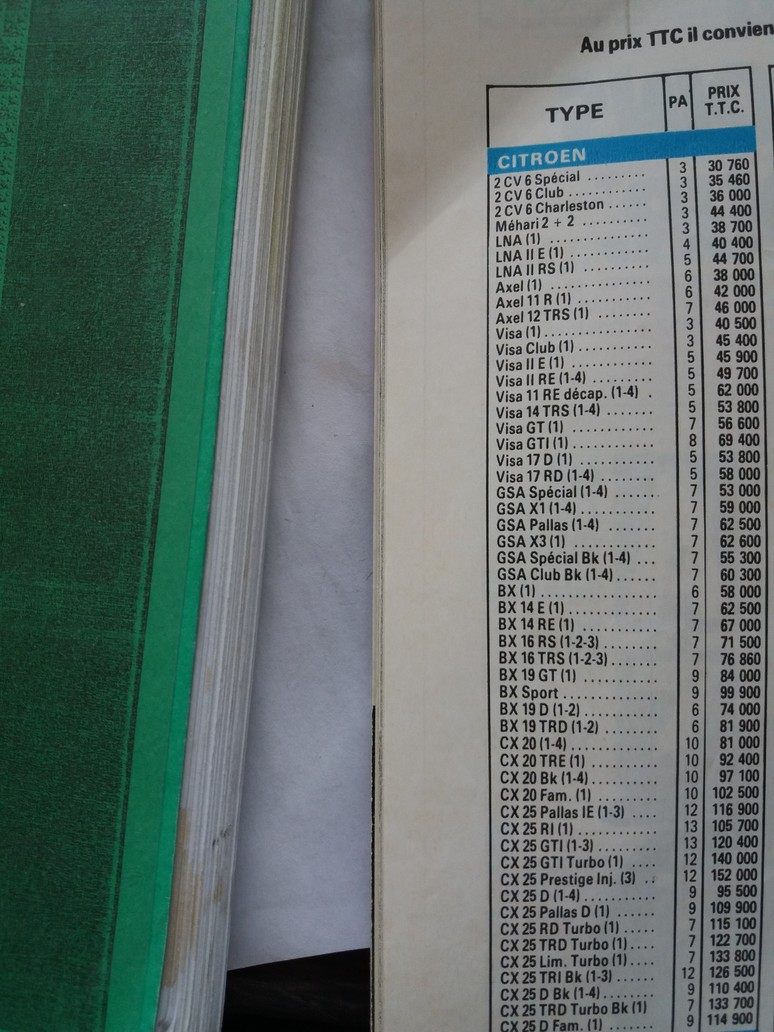 Au prix TTC il convien
TYPE PA PRIX T.T.C.
CITROEN
2 CV 6 Spécial ......... 3 30 760
2 CV 6 Club ............ 3 35 460
2 CV 6 Charleston ...... 3 36 000
Méhari 2 + 2 .......... 3 44 400
LNA (1) ............... 3 38 700
LNA II E (1) ............ 4 40 400
LNA II RS (1) .......... 5 44 700
Axel (1) ............... 6 38 000
Axel 11 R (1) ........... 6 42 000
Axel 12 TRS (1) ........ 7 46 000
Visa (1) ................ 3 40 500
Visa Club (1) ........... 3 45 400
Visa II E (1) ............ 5 45 900
Visa II RE (1-4) ......... 5 49 700
Visa 11 RE décap. (1-4) . 5 62 000
Visa 14 TRS (1-4) ....... 5 53 800
Visa GT (1) ............ 7 56 600
Visa GTI (1) ............ 8 69 400
Visa 17 D (1) ........... 5 53 800
Visa 17 RD (1-4) ........ 5 58 000
GSA Spécial (1-4) ...... 7 53 000
GSA X1 (1-4) ........... 7 59 000
GSA Pallas (1-4) ....... 7 62 500
GSA X3 (1) ........... 7 62 600
GSA Spécial Bk (1-4) ... 7 55 300
GSA Club Bk (1-4) ...... 7 60 300
BX (1) ................. 6 58 000
BX 14 E (1) ............. 7 62 500
BX 14 RE (1) ........... 7 67 000
BX 16 RS (1-2-3) ....... 7 71 500
BX 16 TRS (1-2-3) ....... 7 76 860
BX 19 GT (1) ........... 9 84 000
BX Sport .............. 9 99 900
BX 19 D (1-2) .......... 6 74 000
BX 19 TRD (1-2) ........ 6 81 900
CX 20 (1-4) ............ 10 81 000
CX 20 TRE (1) .......... 10 92 400
CX 20 Bk (1-4) .......... 10 97 100
CX 20 Fam. (1) ......... 10 102 500
CX 25 Pallas IE (1-3) .... 12 116 900
CX 25 RI (1) ............ 13 105 700
CX 25 GTI (1-3) ......... 13 120 400
CX 25 GTI Turbo (1) .... 12 140 000
CX 25 Prestige Inj. (3) .. 12 152 000
CX 25 D (1-4) ........... 9 95 500
CX 25 Pallas D (1) ...... 9 109 900
CX 25 RD Turbo (1) ..... 7 115 100
CX 25 TRD Turbo (1) .... 7 122 700
CX 25 Lim. Turbo (1) .... 7 133 800
CX 25 TRI Bk (1-3) ...... 12 126 500
CX 25 D Bk (1-4) ........ 9 110 400
CX 25 TRD Turbo Bk (1) 7 133 700
CX 25 D Fam. (1) ....... 9 114 900